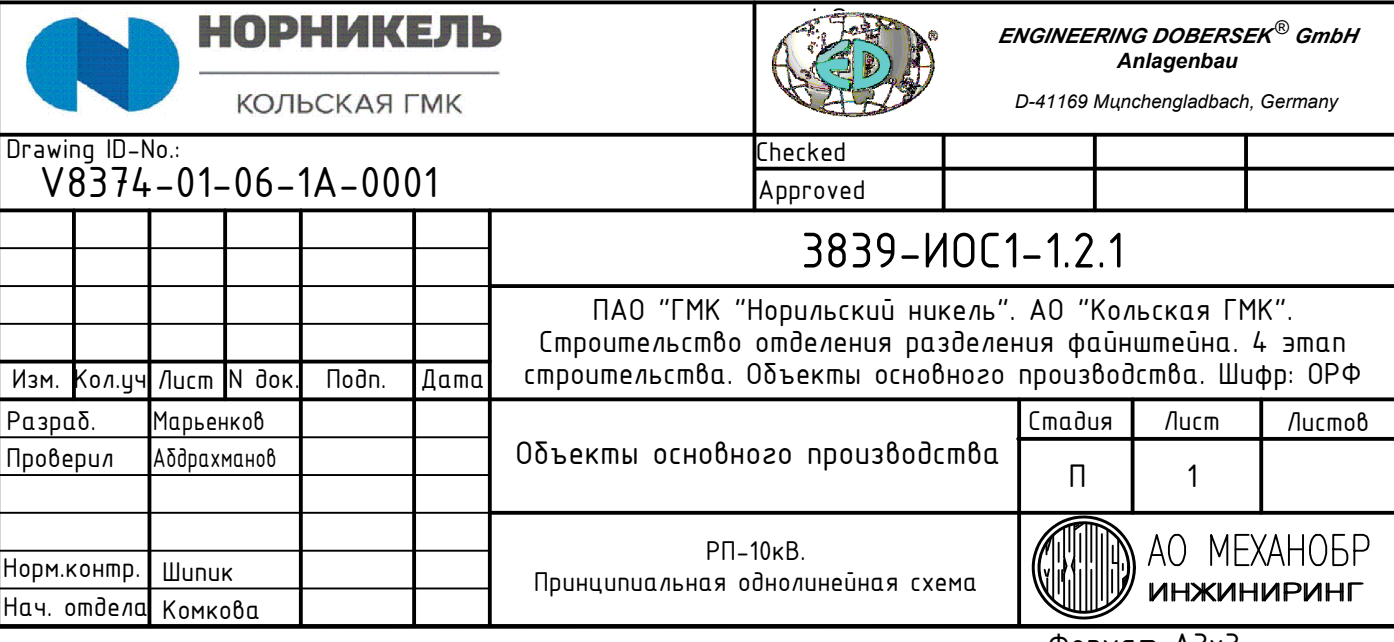 НОРНИКЕЛЬ
КОЛЬСКАЯ ГМК
ED ®
ENGINEERING DOBERSEK® GmbH
Anlagenbau
D-41169 Mцnchengladbach, Germany
Drawing ID-No.:
V8374-01-06-1A-0001
Checked
Approved
3839-ИОС1-1.2.1
ПАО "ГМК "Норильский никель". АО "Кольская ГМК".
Строительство отделения разделения файнштейна. 4 этап
строительства. Объекты основного производства. Шифр: ОРФ
Изм. Кол.уч Лист N док. Подп. Дата
Разраб. Марьенков
Проверил Абдрахманов
Объекты основного производства
Стадия Лист Листов
П 1
Норм.контр. Шипик
Нач. отдела Комкова
РП-10кВ.
Принципиальная однолинейная схема
АО МЕХАНОБР
ИНЖИНИРИНГ